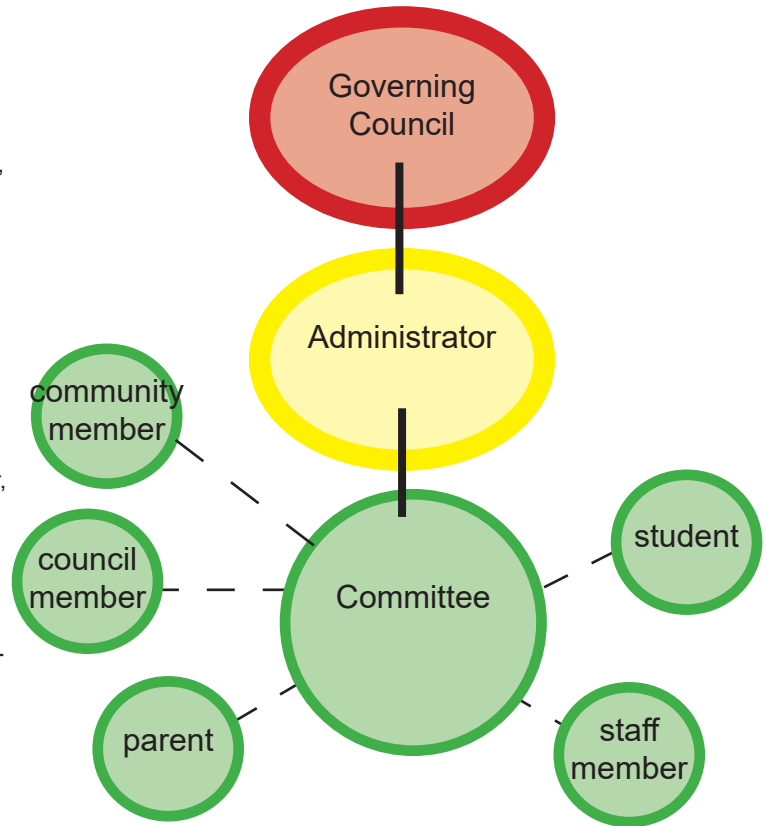 Governing
Council
Administrator
community
member
council
member
Committee
student
parent
staff
member